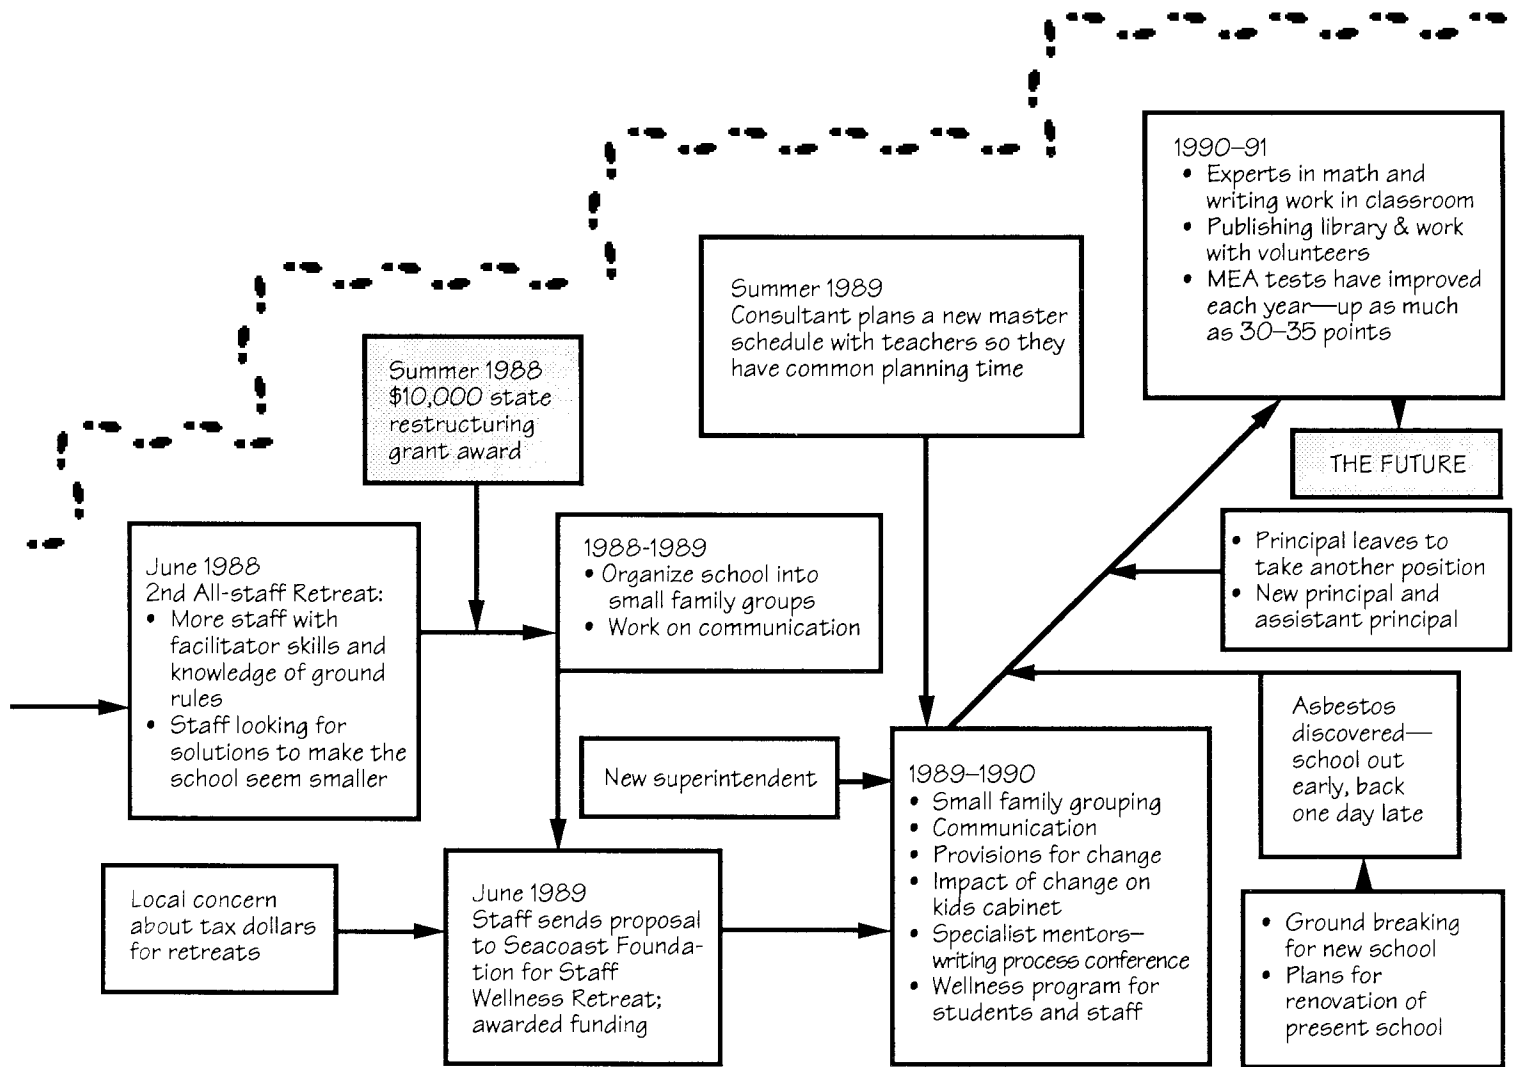 1990–91
• Experts in math and
writing work in classroom
• Publishing library & work
with volunteers
• MEA tests have improved
each year—up as much
as 30–35 points
Summer 1989
Consultant plans a new master
schedule with teachers so they
have common planning time
Summer 1988
$10,000 state
restructuring
grant award
THE FUTURE
June 1988
2nd All-staff Retreat:
• More staff with
facilitator skills and
knowledge of ground
rules
• Staff looking for
solutions to make the
school seem smaller
1988-1989
• Organize school into
small family groups
• Work on communication
• Principal leaves to
take another position
• New principal and
assistant principal
Asbestos
discovered—
school out
early, back
one day late
New superintendent
1989–1990
• Small family grouping
• Communication
• Provisions for change
• Impact of change on
kids cabinet
• Specialist mentors–
writing process conference
• Wellness program for
students and staff
Local concern
about tax dollars
for retreats
June 1989
Staff sends proposal
to Seacoast Founda-
tion for Staff
Wellness Retreat;
awarded funding
• Ground breaking
for new school
• Plans for
renovation of
present school